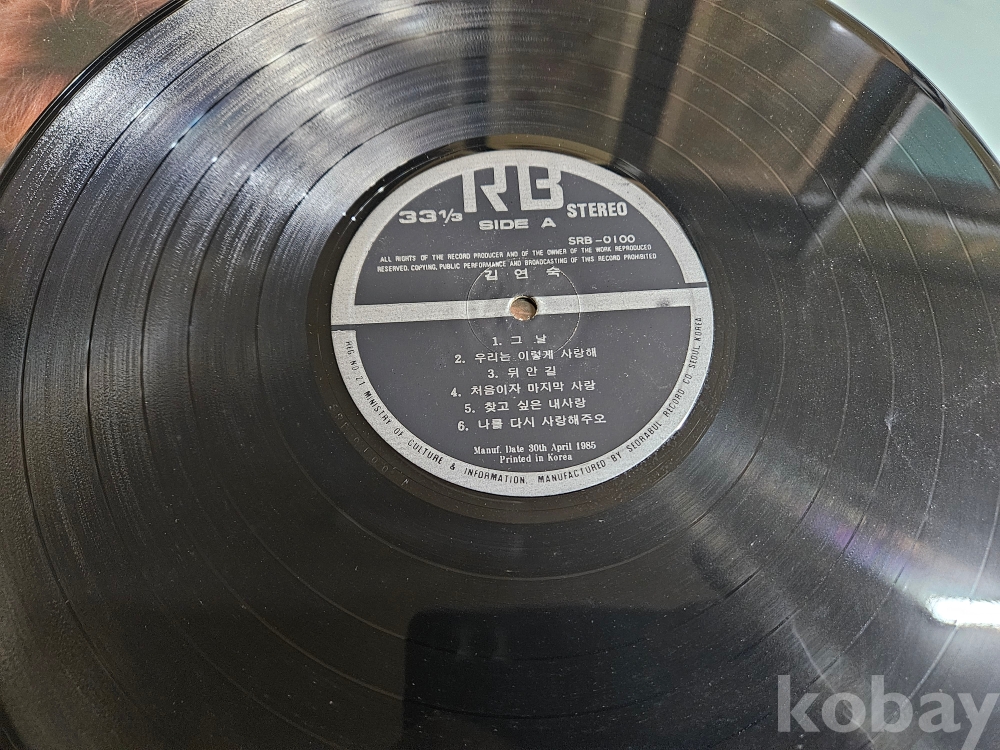 RB
33⅓ SIDE A STEREO
SRB-0100
ALL RIGHTS OF THE RECORD PRODUCER AND OF THE OWNER OF THE WORK REPRODUCED
RESERVED. COPYING, PUBLIC PERFORMANCE AND BROADCASTING OF THIS RECORD PROHIBITED
김연숙
1. 그 날
2. 우리는 이렇게 사랑해
3. 뒤 안 길
4. 처음이자 마지막 사랑
5. 찾고 싶은 내사랑
6. 나를 다시 사랑해주오
Manuf. Date 30th April 1985
Printed in Korea
REG. NO. 21 MINISTRY OF CULTURE & INFORMATION. MANUFACTURED BY SEORABUL RECORD CO. SEOUL KOREA
kobay